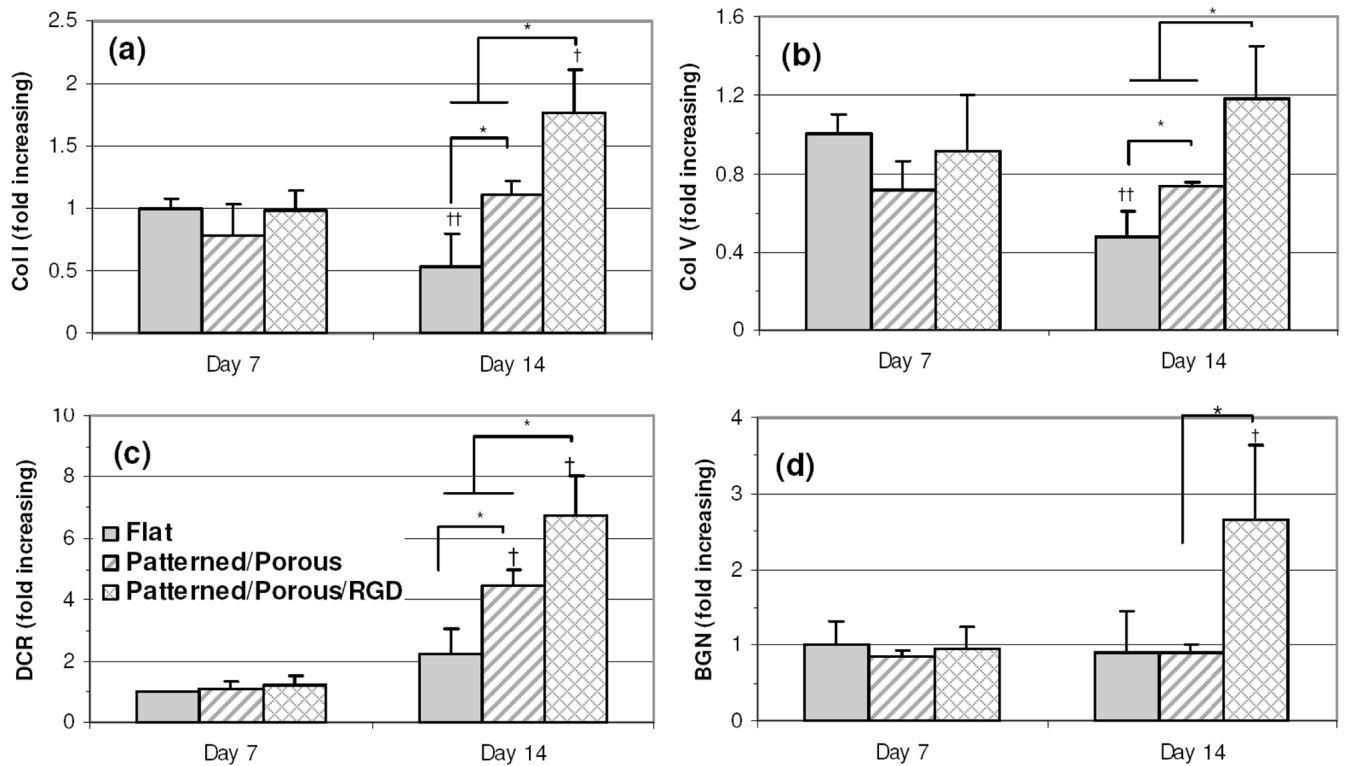 (a)
Col I (fold increasing)
2.5
2
1.5
1
0.5
0
*
†
*
††
Day 7
Day 14
(b)
Col V (fold increasing)
1.6
1.2
0.8
0.4
0
*
*
††
Day 7
Day 14
(c)
DCR (fold increasing)
10
8
6
4
2
0
*
†
*
†
Flat
Patterned/Porous
Patterned/Porous/RGD
Day 7
Day 14
(d)
BGN (fold increasing)
4
3
2
1
0
*
†
Day 7
Day 14